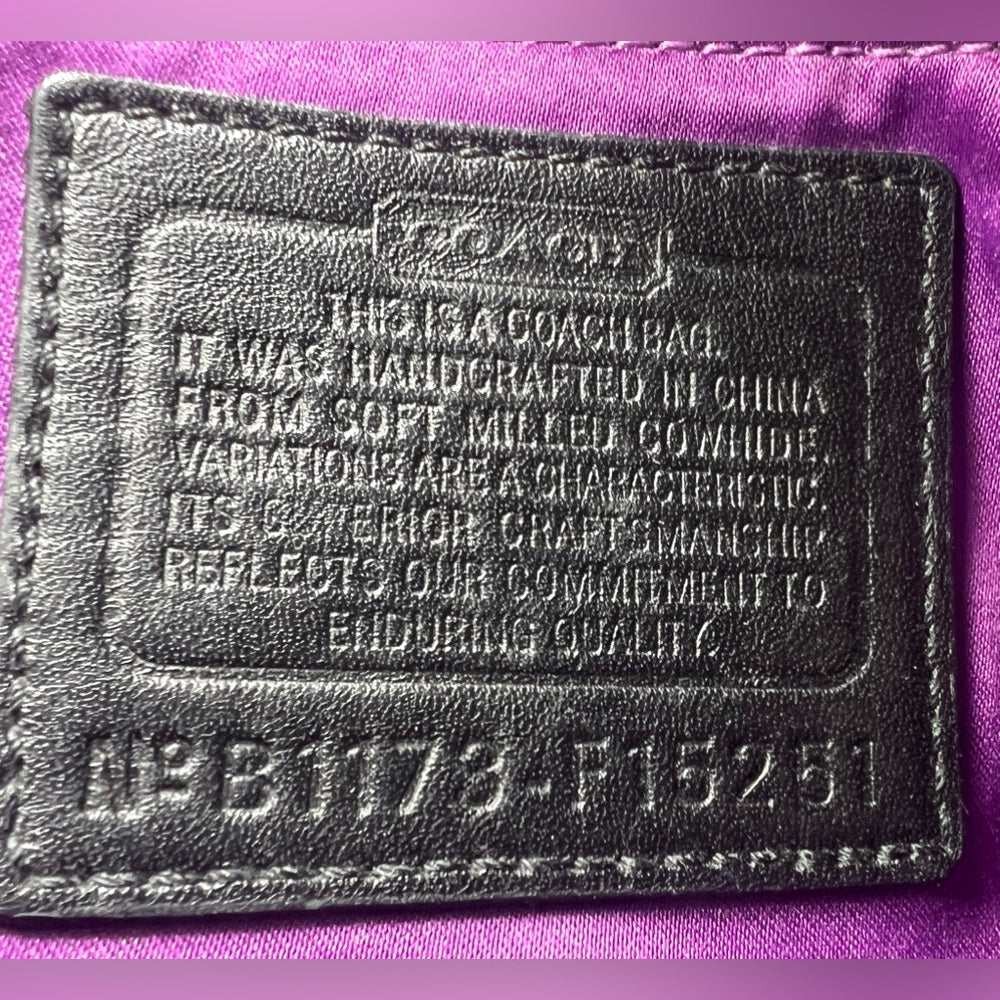 COACH
THIS IS A COACH BAG.
IT WAS HANDCRAFTED IN CHINA
FROM SOFT MILLED COWHIDE.
VARIATIONS ARE A CHARACTERISTIC.
ITS CRAFTSMANSHIP
REFLECTS OUR COMMITMENT TO
ENDURING QUALITY.
Nº B1173-F15251